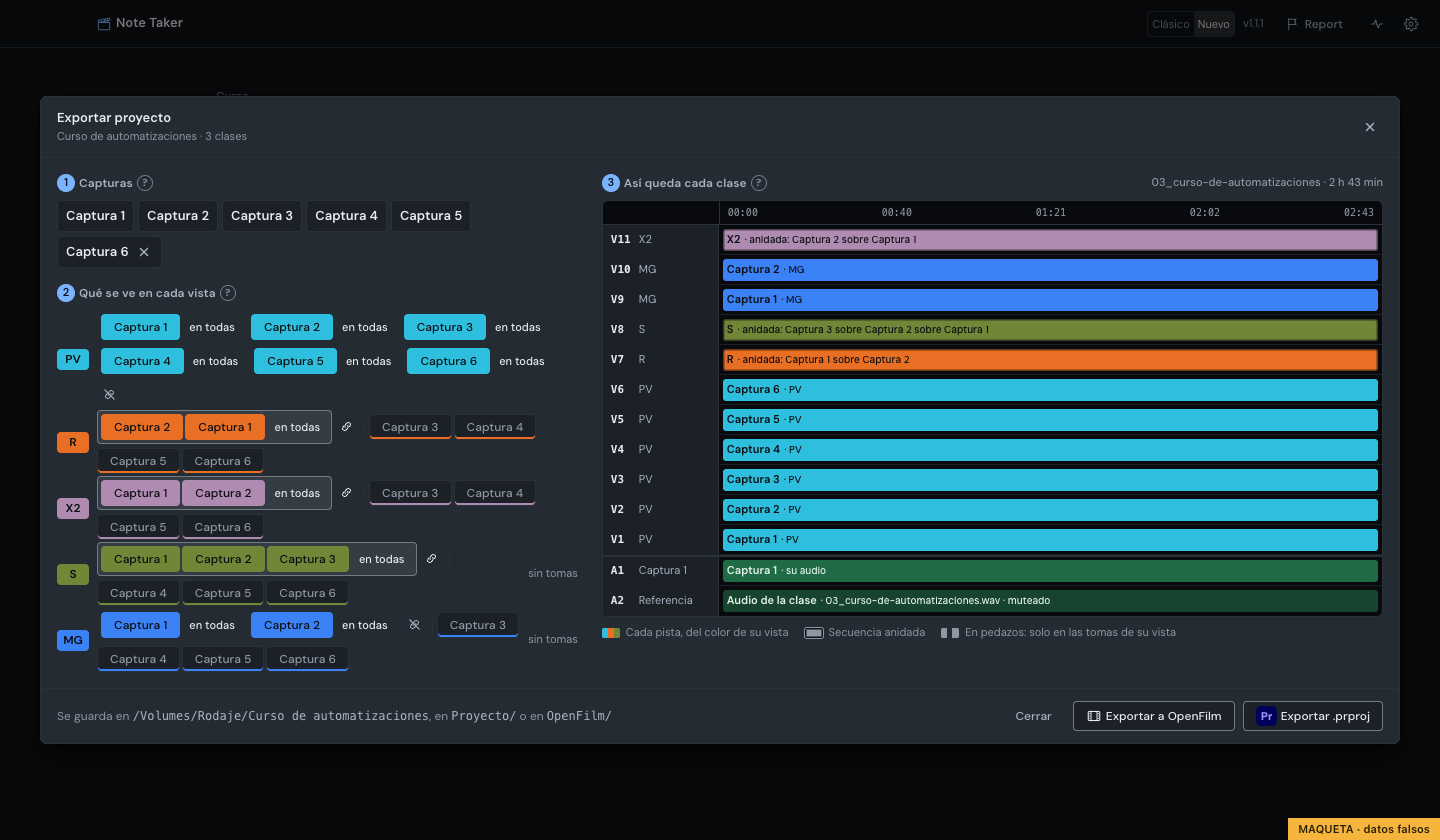 Note Taker
Clásico Nuevo v1.1.1 Report
Exportar proyecto
Curso de automatizaciones · 3 clases
1 Capturas ?
Captura 1 Captura 2 Captura 3 Captura 4 Captura 5
Captura 6
2 Qué se ve en cada vista ?
PV
Captura 1 en todas Captura 2 en todas Captura 3 en todas
Captura 4 en todas Captura 5 en todas Captura 6 en todas
R
Captura 2 Captura 1 en todas Captura 3 Captura 4
Captura 5 Captura 6
X2
Captura 1 Captura 2 en todas Captura 3 Captura 4
Captura 5 Captura 6
S
Captura 1 Captura 2 Captura 3 en todas
sin tomas
Captura 4 Captura 5 Captura 6
MG
Captura 1 en todas Captura 2 en todas Captura 3
sin tomas
Captura 4 Captura 5 Captura 6
3 Así queda cada clase ? 03_curso-de-automatizaciones · 2 h 43 min
00:00 00:40 01:21 02:02 02:43
V11 X2 X2 · anidada: Captura 2 sobre Captura 1
V10 MG Captura 2 · MG
V9 MG Captura 1 · MG
V8 S S · anidada: Captura 3 sobre Captura 2 sobre Captura 1
V7 R R · anidada: Captura 1 sobre Captura 2
V6 PV Captura 6 · PV
V5 PV Captura 5 · PV
V4 PV Captura 4 · PV
V3 PV Captura 3 · PV
V2 PV Captura 2 · PV
V1 PV Captura 1 · PV
A1 Captura 1 Captura 1 · su audio
A2 Referencia Audio de la clase · 03_curso-de-automatizaciones.wav · muteado
Cada pista, del color de su vista Secuencia anidada En pedazos: solo en las tomas de su vista
Se guarda en /Volumes/Rodaje/Curso de automatizaciones, en Proyecto/ o en OpenFilm/
Cerrar Exportar a OpenFilm Pr Exportar .prproj
MAQUETA · datos falsos